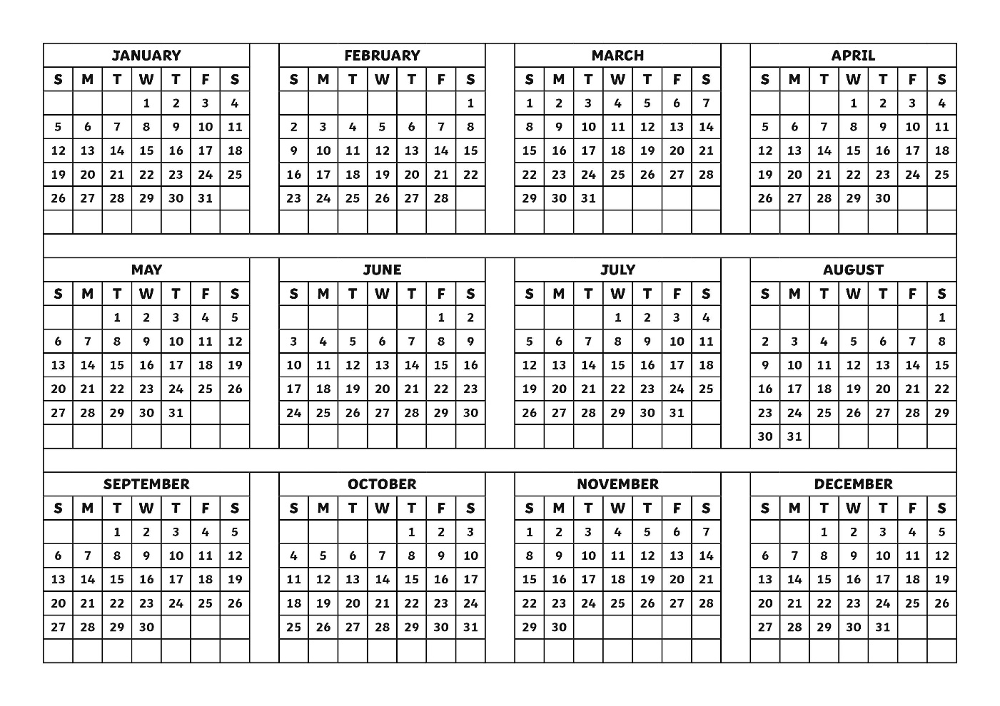 JANUARY FEBRUARY MARCH APRIL
S M T W T F S S M T W T F S S M T W T F S S M T W T F S
1 2 3 4 1 1 2 3 4 5 6 7 1 2 3 4
5 6 7 8 9 10 11 2 3 4 5 6 7 8 8 9 10 11 12 13 14 5 6 7 8 9 10 11
12 13 14 15 16 17 18 9 10 11 12 13 14 15 15 16 17 18 19 20 21 12 13 14 15 16 17 18
19 20 21 22 23 24 25 16 17 18 19 20 21 22 22 23 24 25 26 27 28 19 20 21 22 23 24 25
26 27 28 29 30 31 23 24 25 26 27 28 29 30 31 26 27 28 29 30
MAY JUNE JULY AUGUST
S M T W T F S S M T W T F S S M T W T F S S M T W T F S
1 2 3 4 5 1 2 1 2 3 4 1
6 7 8 9 10 11 12 3 4 5 6 7 8 9 5 6 7 8 9 10 11 2 3 4 5 6 7 8
13 14 15 16 17 18 19 10 11 12 13 14 15 16 12 13 14 15 16 17 18 9 10 11 12 13 14 15
20 21 22 23 24 25 26 17 18 19 20 21 22 23 19 20 21 22 23 24 25 16 17 18 19 20 21 22
27 28 29 30 31 24 25 26 27 28 29 30 26 27 28 29 30 31 23 24 25 26 27 28 29
30 31
SEPTEMBER OCTOBER NOVEMBER DECEMBER
S M T W T F S S M T W T F S S M T W T F S S M T W T F S
1 2 3 4 5 1 2 3 1 2 3 4 5 6 7 1 2 3 4 5
6 7 8 9 10 11 12 4 5 6 7 8 9 10 8 9 10 11 12 13 14 6 7 8 9 10 11 12
13 14 15 16 17 18 19 11 12 13 14 15 16 17 15 16 17 18 19 20 21 13 14 15 16 17 18 19
20 21 22 23 24 25 26 18 19 20 21 22 23 24 22 23 24 25 26 27 28 20 21 22 23 24 25 26
27 28 29 30 25 26 27 28 29 30 31 29 30 27 28 29 30 31